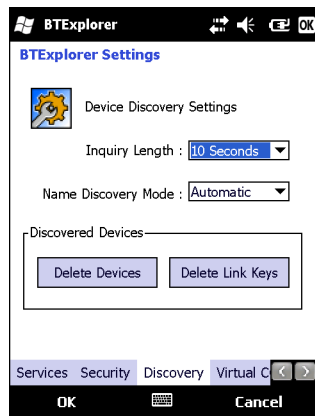 BTExplorer OK
BTExplorer Settings
Device Discovery Settings
Inquiry Length : 10 Seconds
Name Discovery Mode : Automatic
Discovered Devices
Delete Devices Delete Link Keys
Services Security Discovery Virtual C
OK Cancel